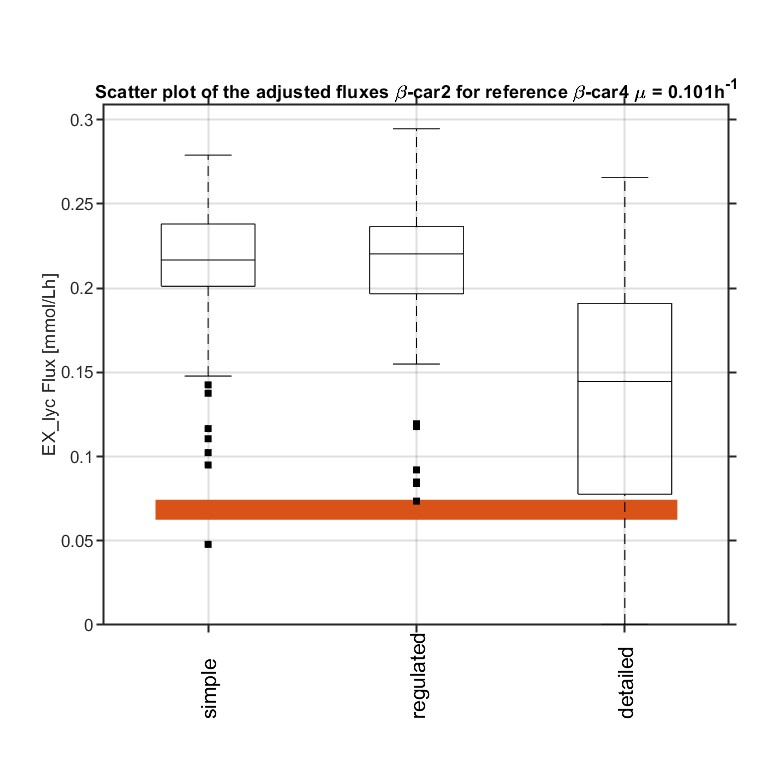 Scatter plot of the adjusted fluxes β-car2 for reference β-car4 μ = 0.101h⁻¹
EX_lyc Flux [mmol/Lh]
0.3
0.25
0.2
0.15
0.1
0.05
0
simple
regulated
detailed